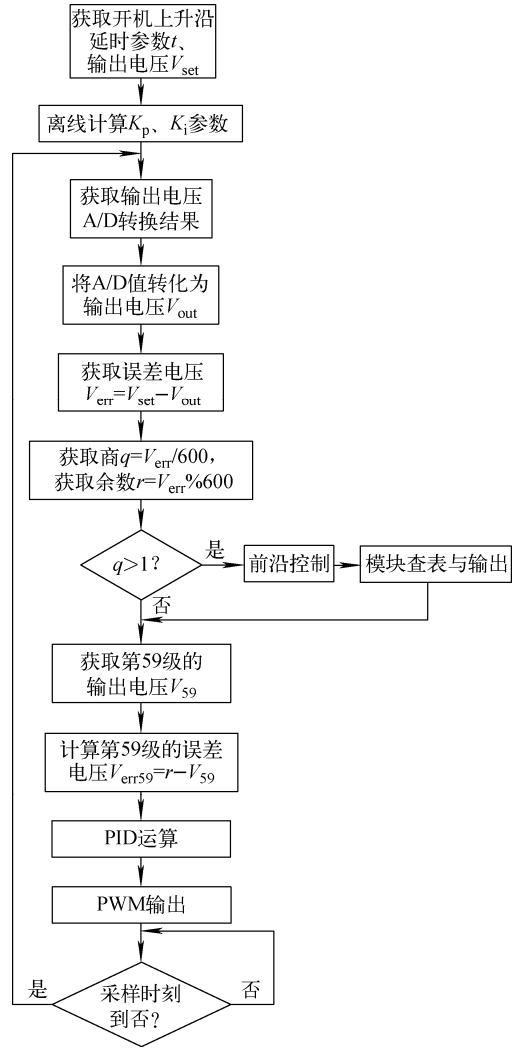 获取开机上升沿
延时参数t、
输出电压Vset
离线计算Kp、Ki参数
获取输出电压
A/D转换结果
将A/D值转化为
输出电压Vout
获取误差电压
Verr=Vset−Vout
获取商q=Verr/600，
获取余数r=Verr%600
q>1？
是
前沿控制
模块查表与输出
否
获取第59级的
输出电压V59
计算第59级的误差
电压Verr59=r−V59
PID运算
PWM输出
是
采样时刻
到否？
否